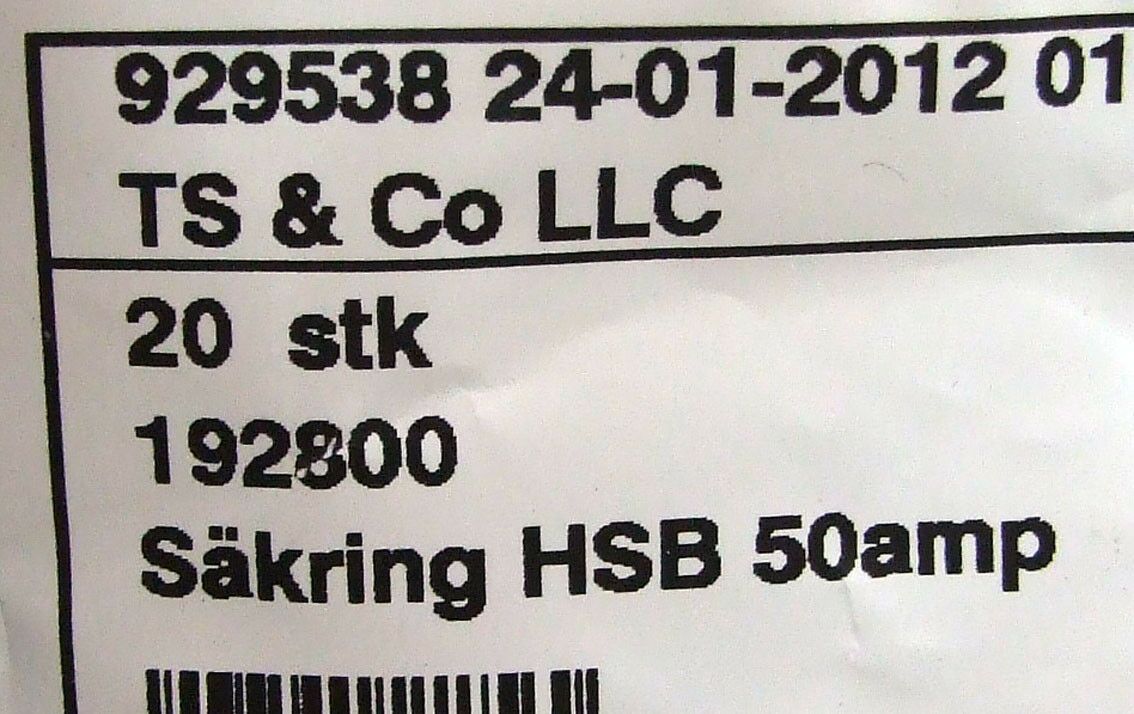 929538 24-01-2012 01
TS & Co LLC
20 stk
192800
Säkring HSB 50amp